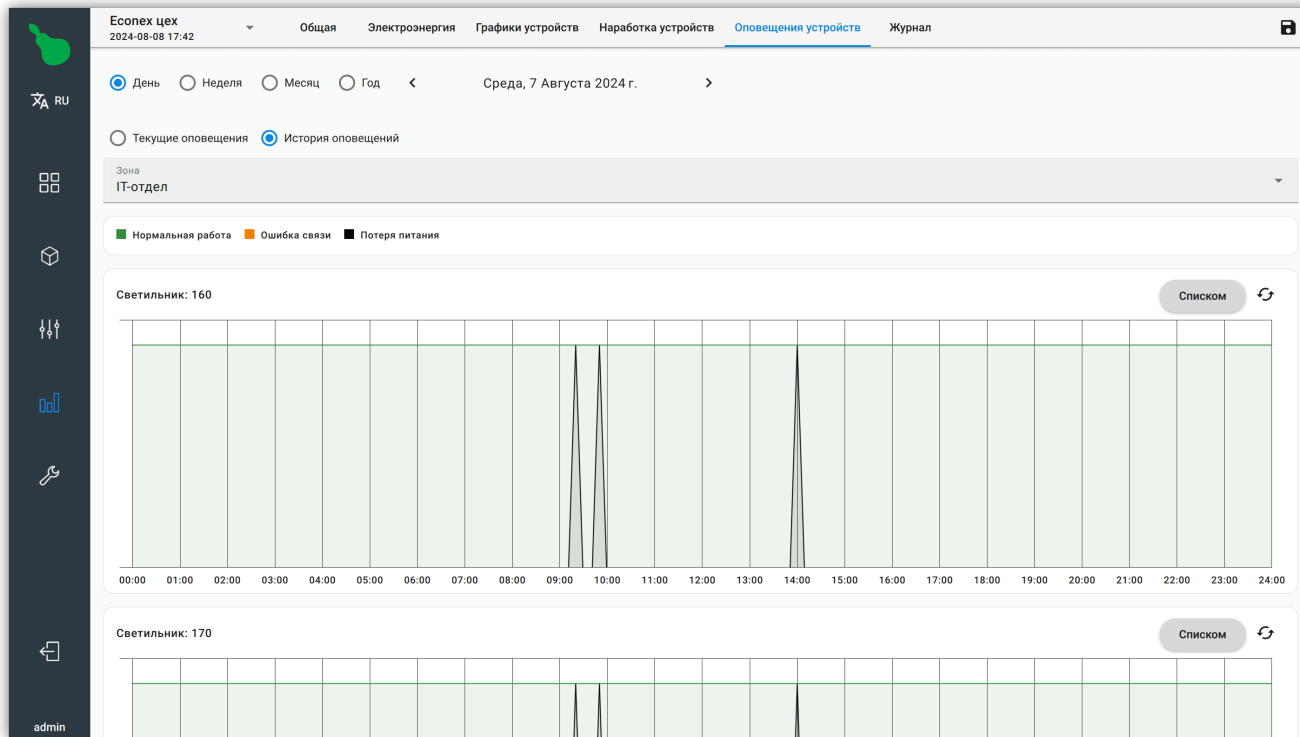 Econex цех
2024-08-08 17:42
Общая Электроэнергия Графики устройств Наработка устройств Оповещения устройств Журнал
RU
День Неделя Месяц Год Среда, 7 Августа 2024 г.
Текущие оповещения История оповещений
Зона
IT-отдел
Нормальная работа Ошибка связи Потеря питания
Светильник: 160 Списком
00:00 01:00 02:00 03:00 04:00 05:00 06:00 07:00 08:00 09:00 10:00 11:00 12:00 13:00 14:00 15:00 16:00 17:00 18:00 19:00 20:00 21:00 22:00 23:00 24:00
Светильник: 170 Списком
admin